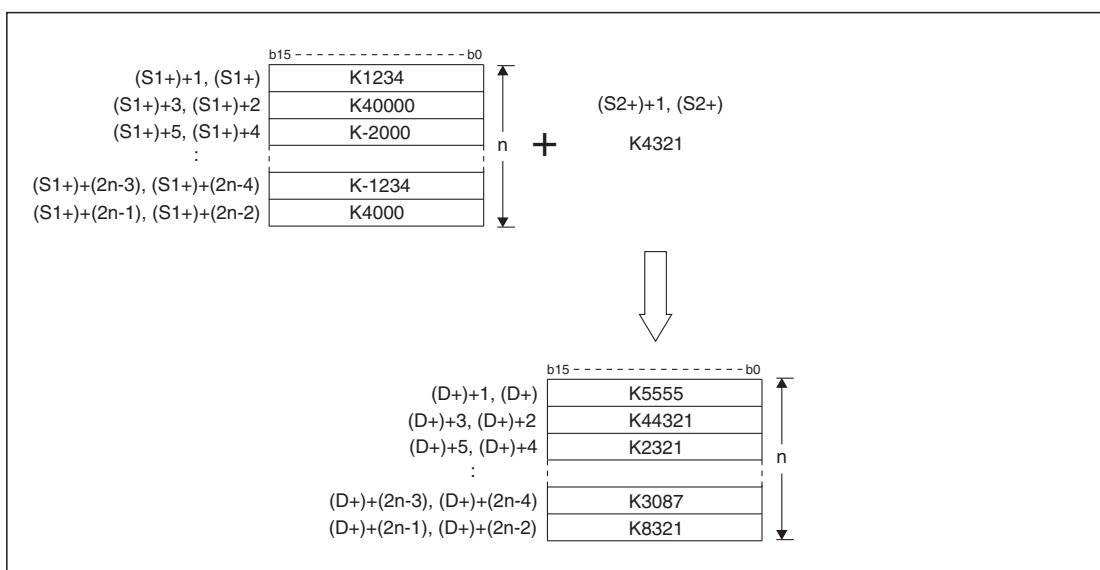 b15 b0
(S1+)+1, (S1+) K1234
(S1+)+3, (S1+)+2 K40000
(S1+)+5, (S1+)+4 K-2000
:
(S1+)+(2n-3), (S1+)+(2n-4) K-1234
(S1+)+(2n-1), (S1+)+(2n-2) K4000
n
+
(S2+)+1, (S2+)
K4321
b15 b0
(D+)+1, (D+) K5555
(D+)+3, (D+)+2 K44321
(D+)+5, (D+)+4 K2321
:
(D+)+(2n-3), (D+)+(2n-4) K3087
(D+)+(2n-1), (D+)+(2n-2) K8321
n